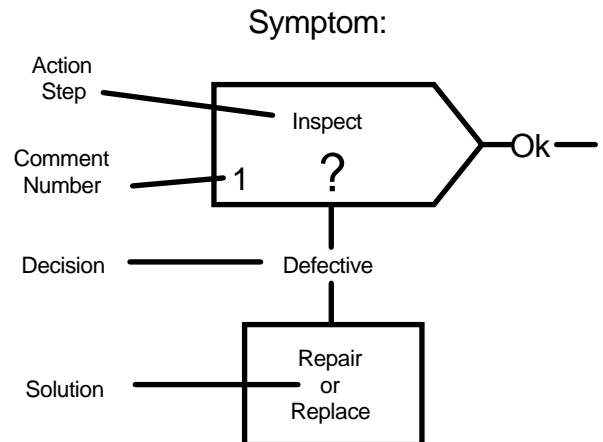 Symptom:
Action
Step
Inspect
Ok
Comment
Number
1
?
Decision
Defective
Solution
Repair
or
Replace